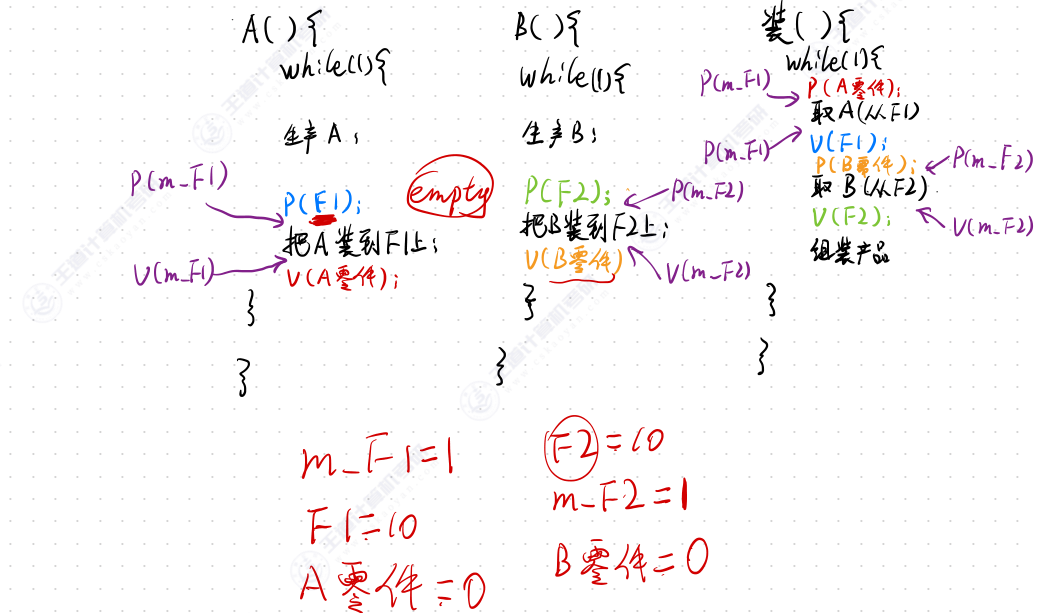 A(){
while(1){
生产A;
P(m_F1)
P(F1);
把A装到F1上;
V(m_F1)
V(A零件);
}
}
empty
B(){
while(1){
生产B;
P(F2);
P(m_F2)
把B装到F2上;
V(B零件)
V(m_F2)
}
}
装(){
while(1){
P(m_F1)
P(A零件);
取A(从F1)
P(m_F1)
V(F1);
P(B零件);
P(m_F2)
取B(从F2)
V(F2);
V(m_F2)
组装产品
}
}
m_F1=1
F1=10
A零件=0
F2=10
m_F2=1
B零件=0